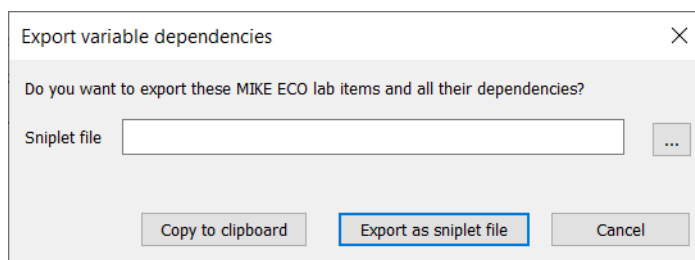 Export variable dependencies
Do you want to export these MIKE ECO lab items and all their dependencies?
Sniplet file
...
Copy to clipboard Export as sniplet file Cancel